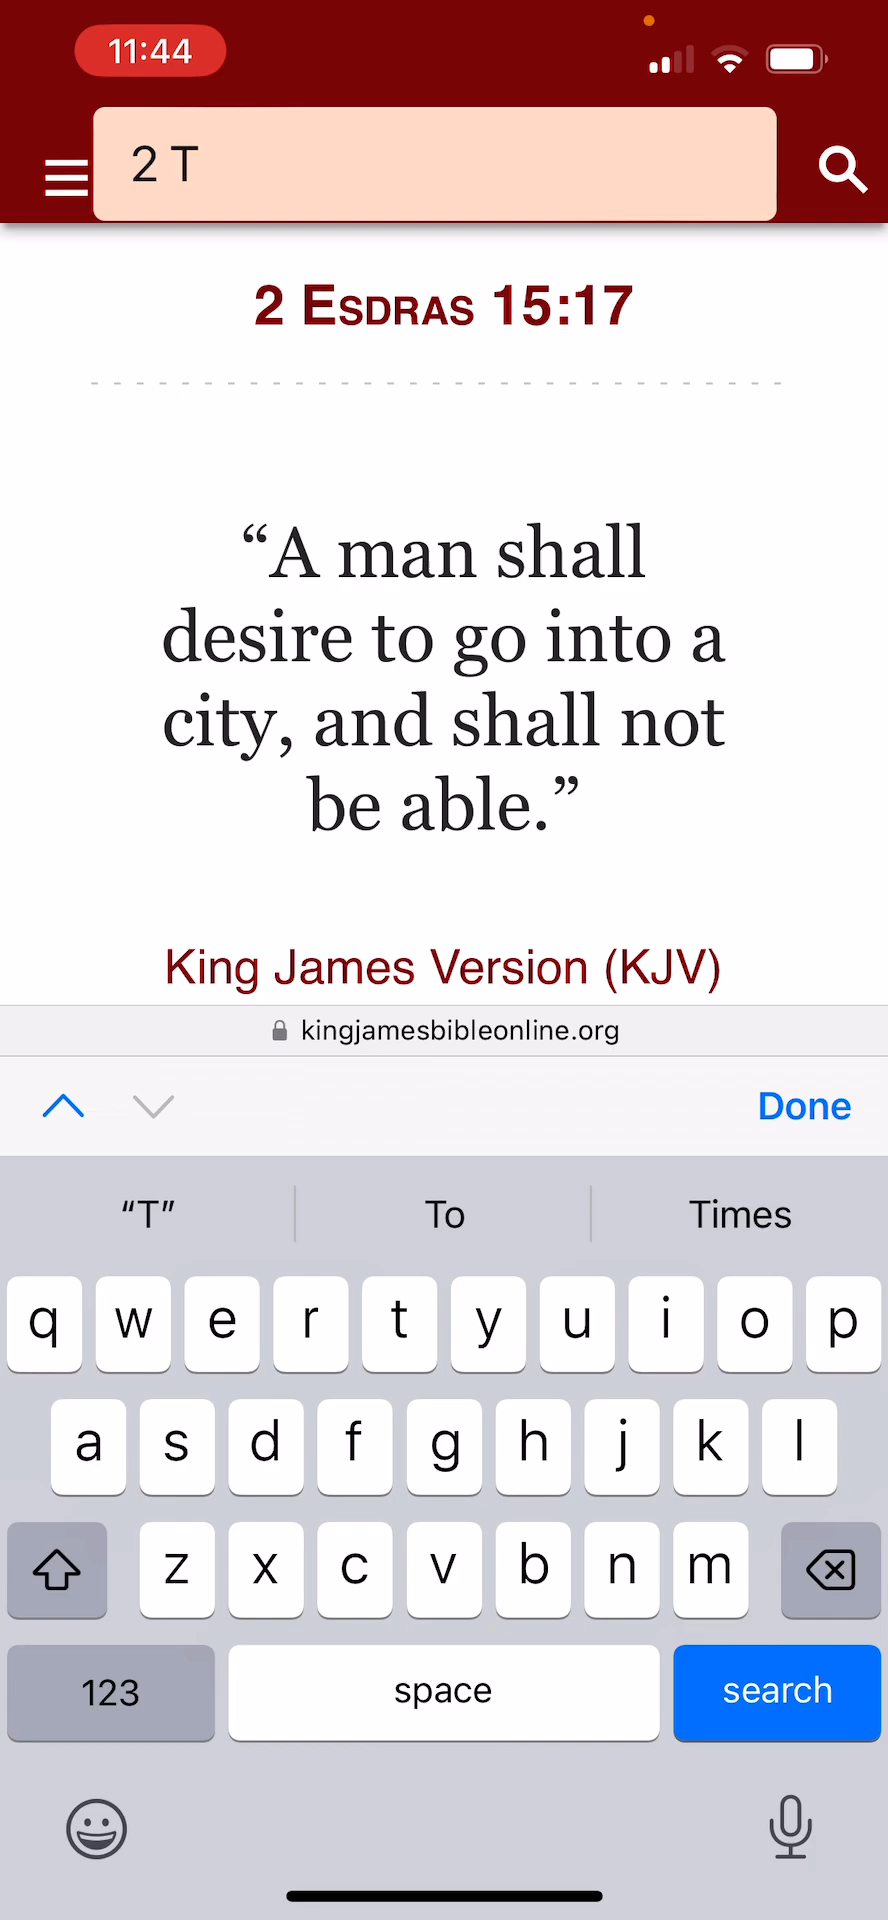 11:44
2 T
2 Esdras 15:17
“A man shall
desire to go into a
city, and shall not
be able.”
King James Version (KJV)
kingjamesbibleonline.org
Done
“T” To Times
q w e r t y u i o p
a s d f g h j k l
z x c v b n m
123 space search